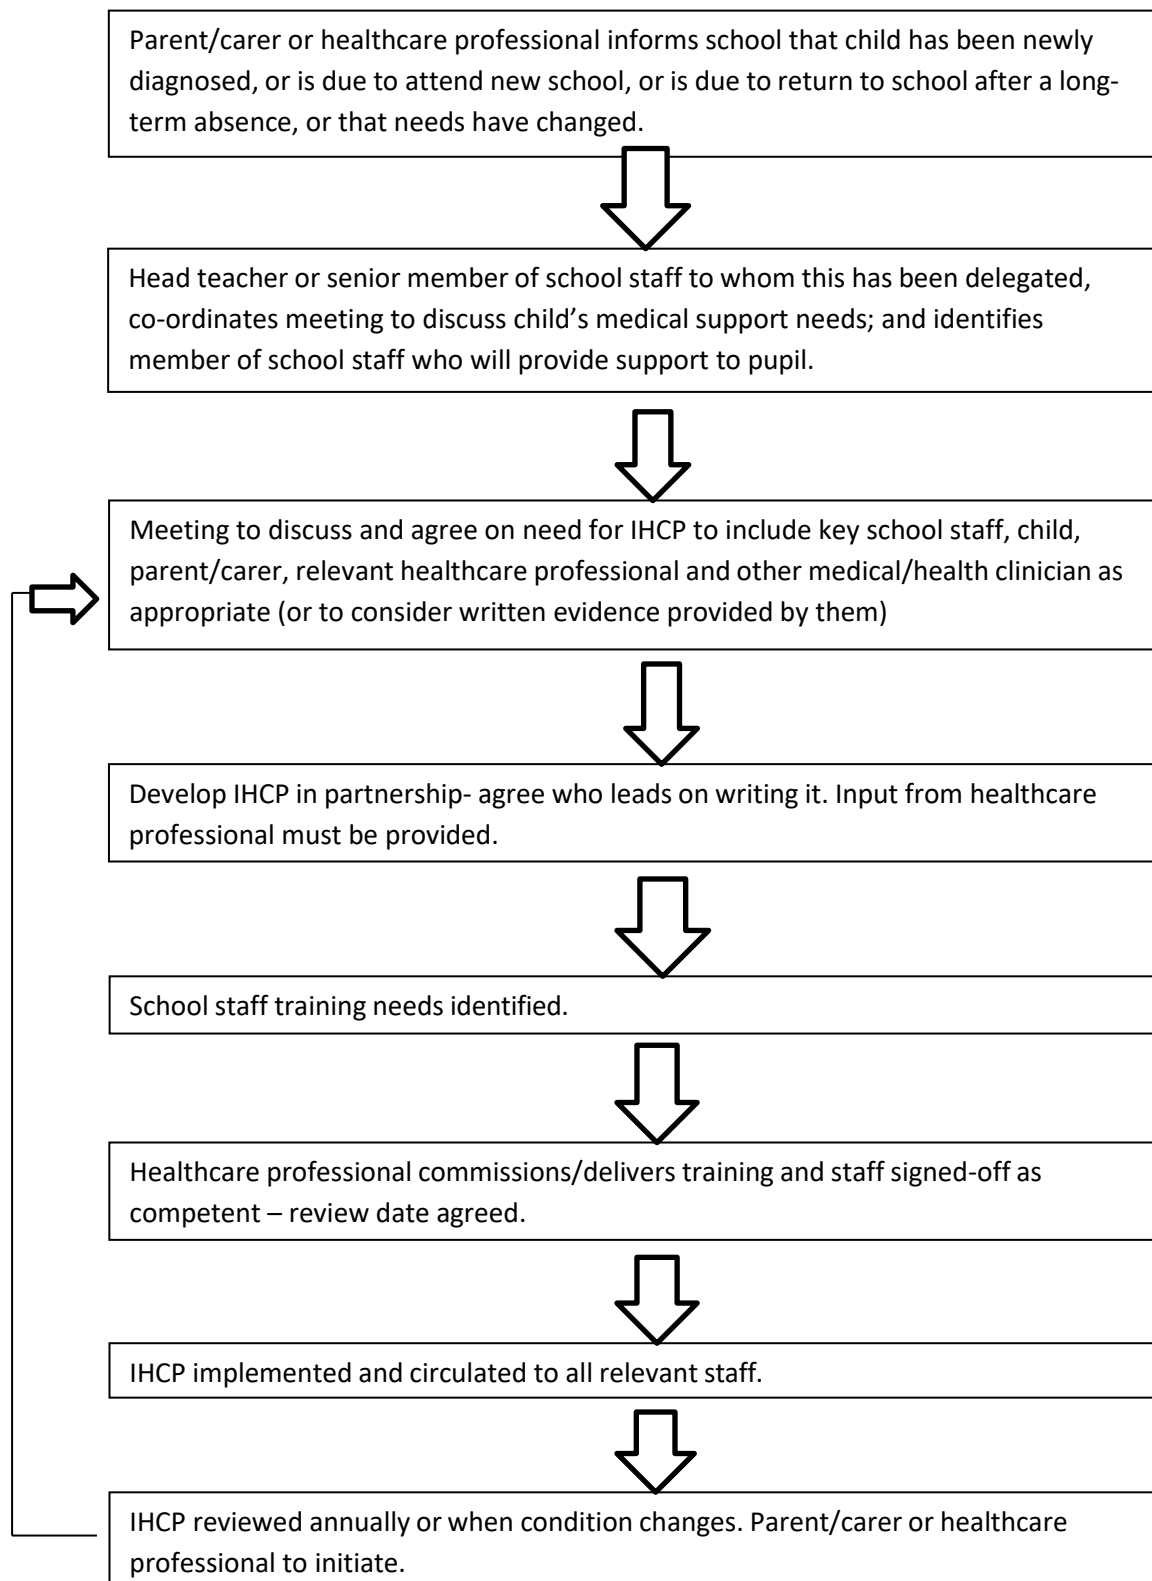 Parent/carer or healthcare professional informs school that child has been newly
diagnosed, or is due to attend new school, or is due to return to school after a long-
term absence, or that needs have changed.
Head teacher or senior member of school staff to whom this has been delegated,
co-ordinates meeting to discuss child’s medical support needs; and identifies
member of school staff who will provide support to pupil.
Meeting to discuss and agree on need for IHCP to include key school staff, child,
parent/carer, relevant healthcare professional and other medical/health clinician as
appropriate (or to consider written evidence provided by them)
Develop IHCP in partnership- agree who leads on writing it. Input from healthcare
professional must be provided.
School staff training needs identified.
Healthcare professional commissions/delivers training and staff signed-off as
competent – review date agreed.
IHCP implemented and circulated to all relevant staff.
IHCP reviewed annually or when condition changes. Parent/carer or healthcare
professional to initiate.